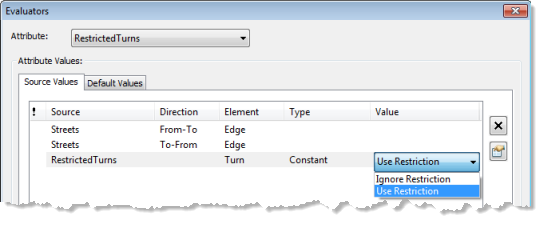 Evaluators
Attribute: RestrictedTurns
Attribute Values:
Source Values Default Values
! Source Direction Element Type Value
Streets From-To Edge
Streets To-From Edge
RestrictedTurns Turn Constant Use Restriction
Ignore Restriction
Use Restriction